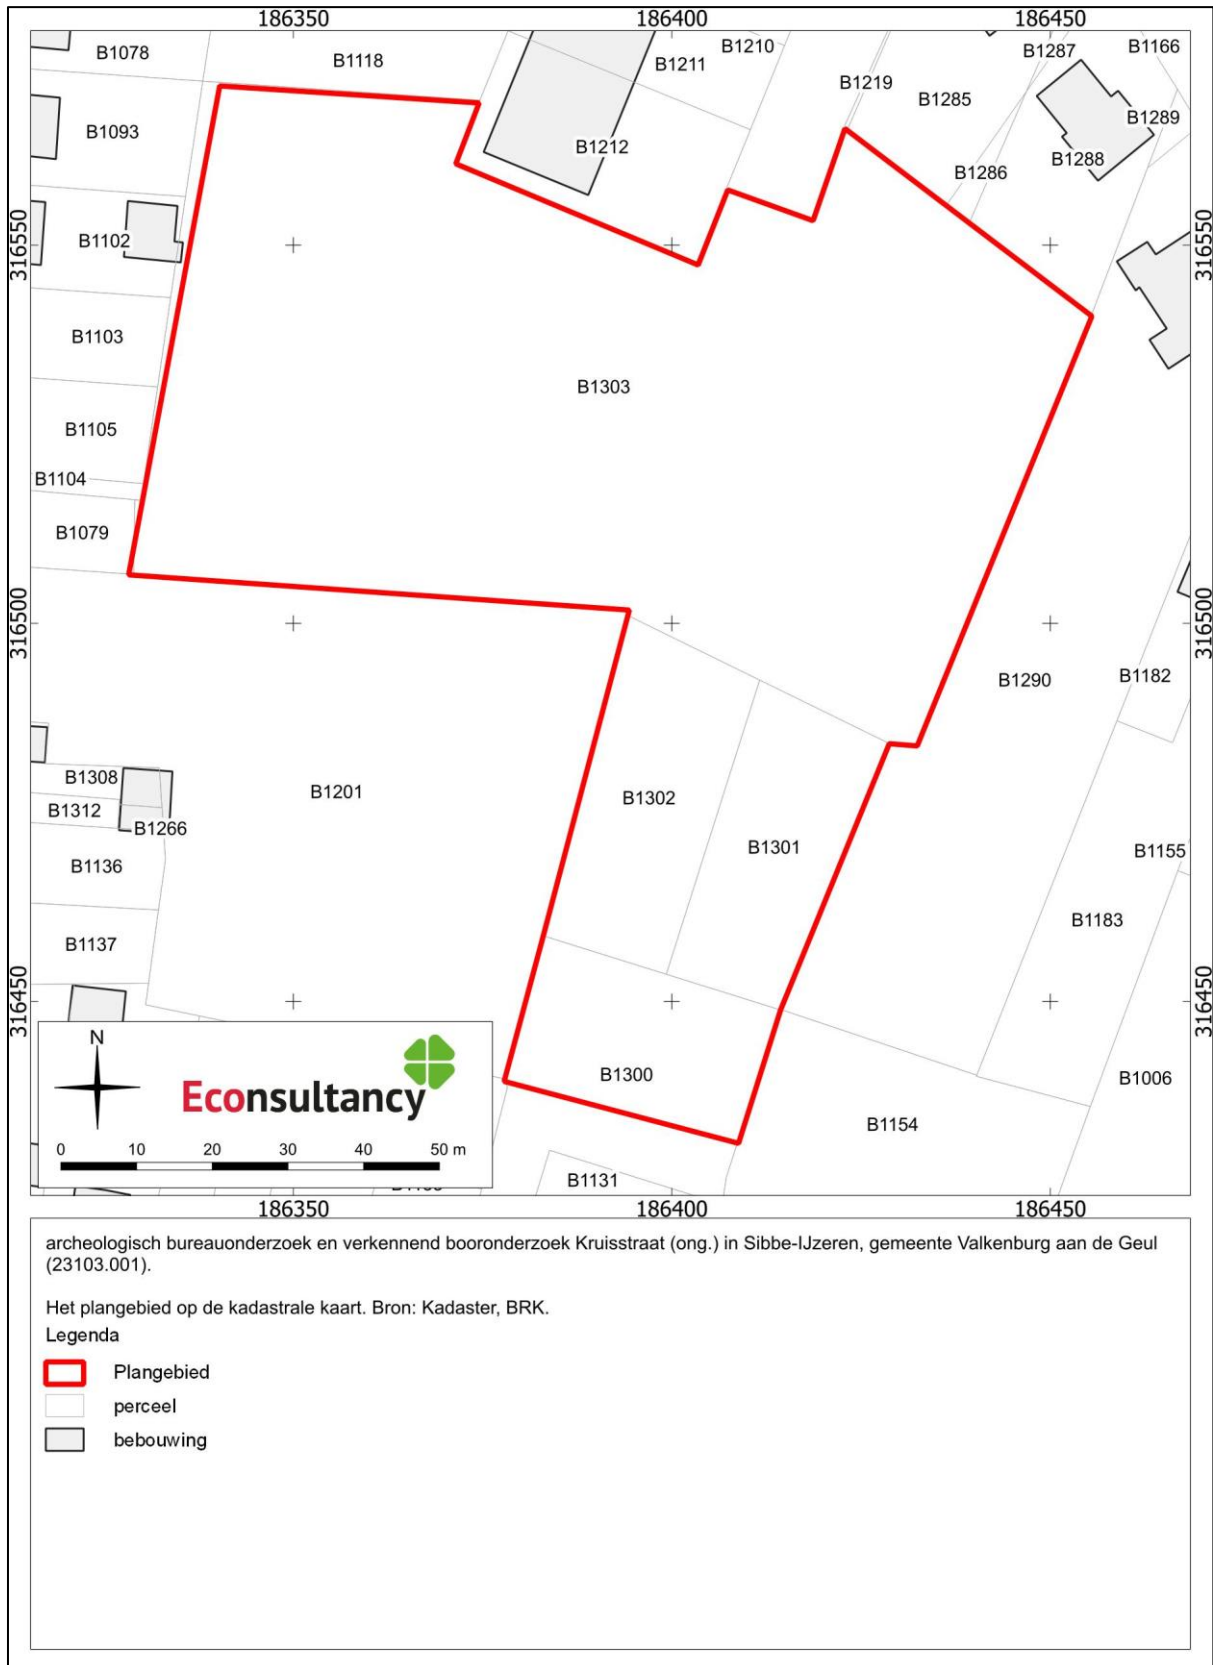 186350
186400
186450
B1078
B1118
B1211
B1210
B1219
B1285
B1287
B1166
B1093
B1212
B1289
B1288
B1286
316550
316550
B1102
B1103
B1303
B1105
B1104
B1079
316500
316500
B1290
B1182
B1308
B1201
B1302
B1312
B1266
B1301
B1136
B1155
B1137
B1183
316450
316450
N
B1300
B1006
Econsultancy
B1154
0 10 20 30 40 50 m
B1131
186350
186400
186450
archeologisch bureauonderzoek en verkennend booronderzoek Kruisstraat (ong.) in Sibbe-IJzeren, gemeente Valkenburg aan de Geul
(23103.001).
Het plangebied op de kadastrale kaart. Bron: Kadaster, BRK.
Legenda
Plangebied
perceel
bebouwing